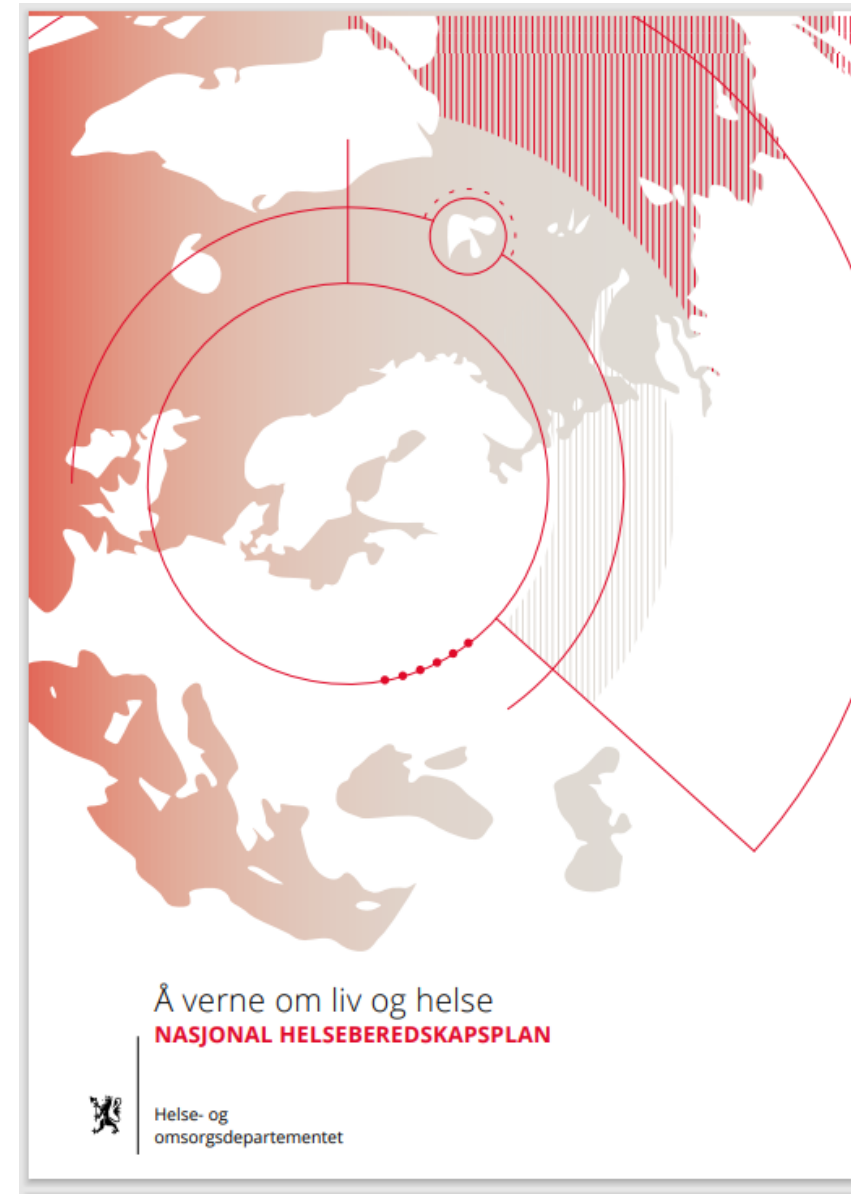 Å verne om liv og helse
NASJONAL HELSEBEREDSKAPSPLAN
Helse- og
omsorgsdepartementet